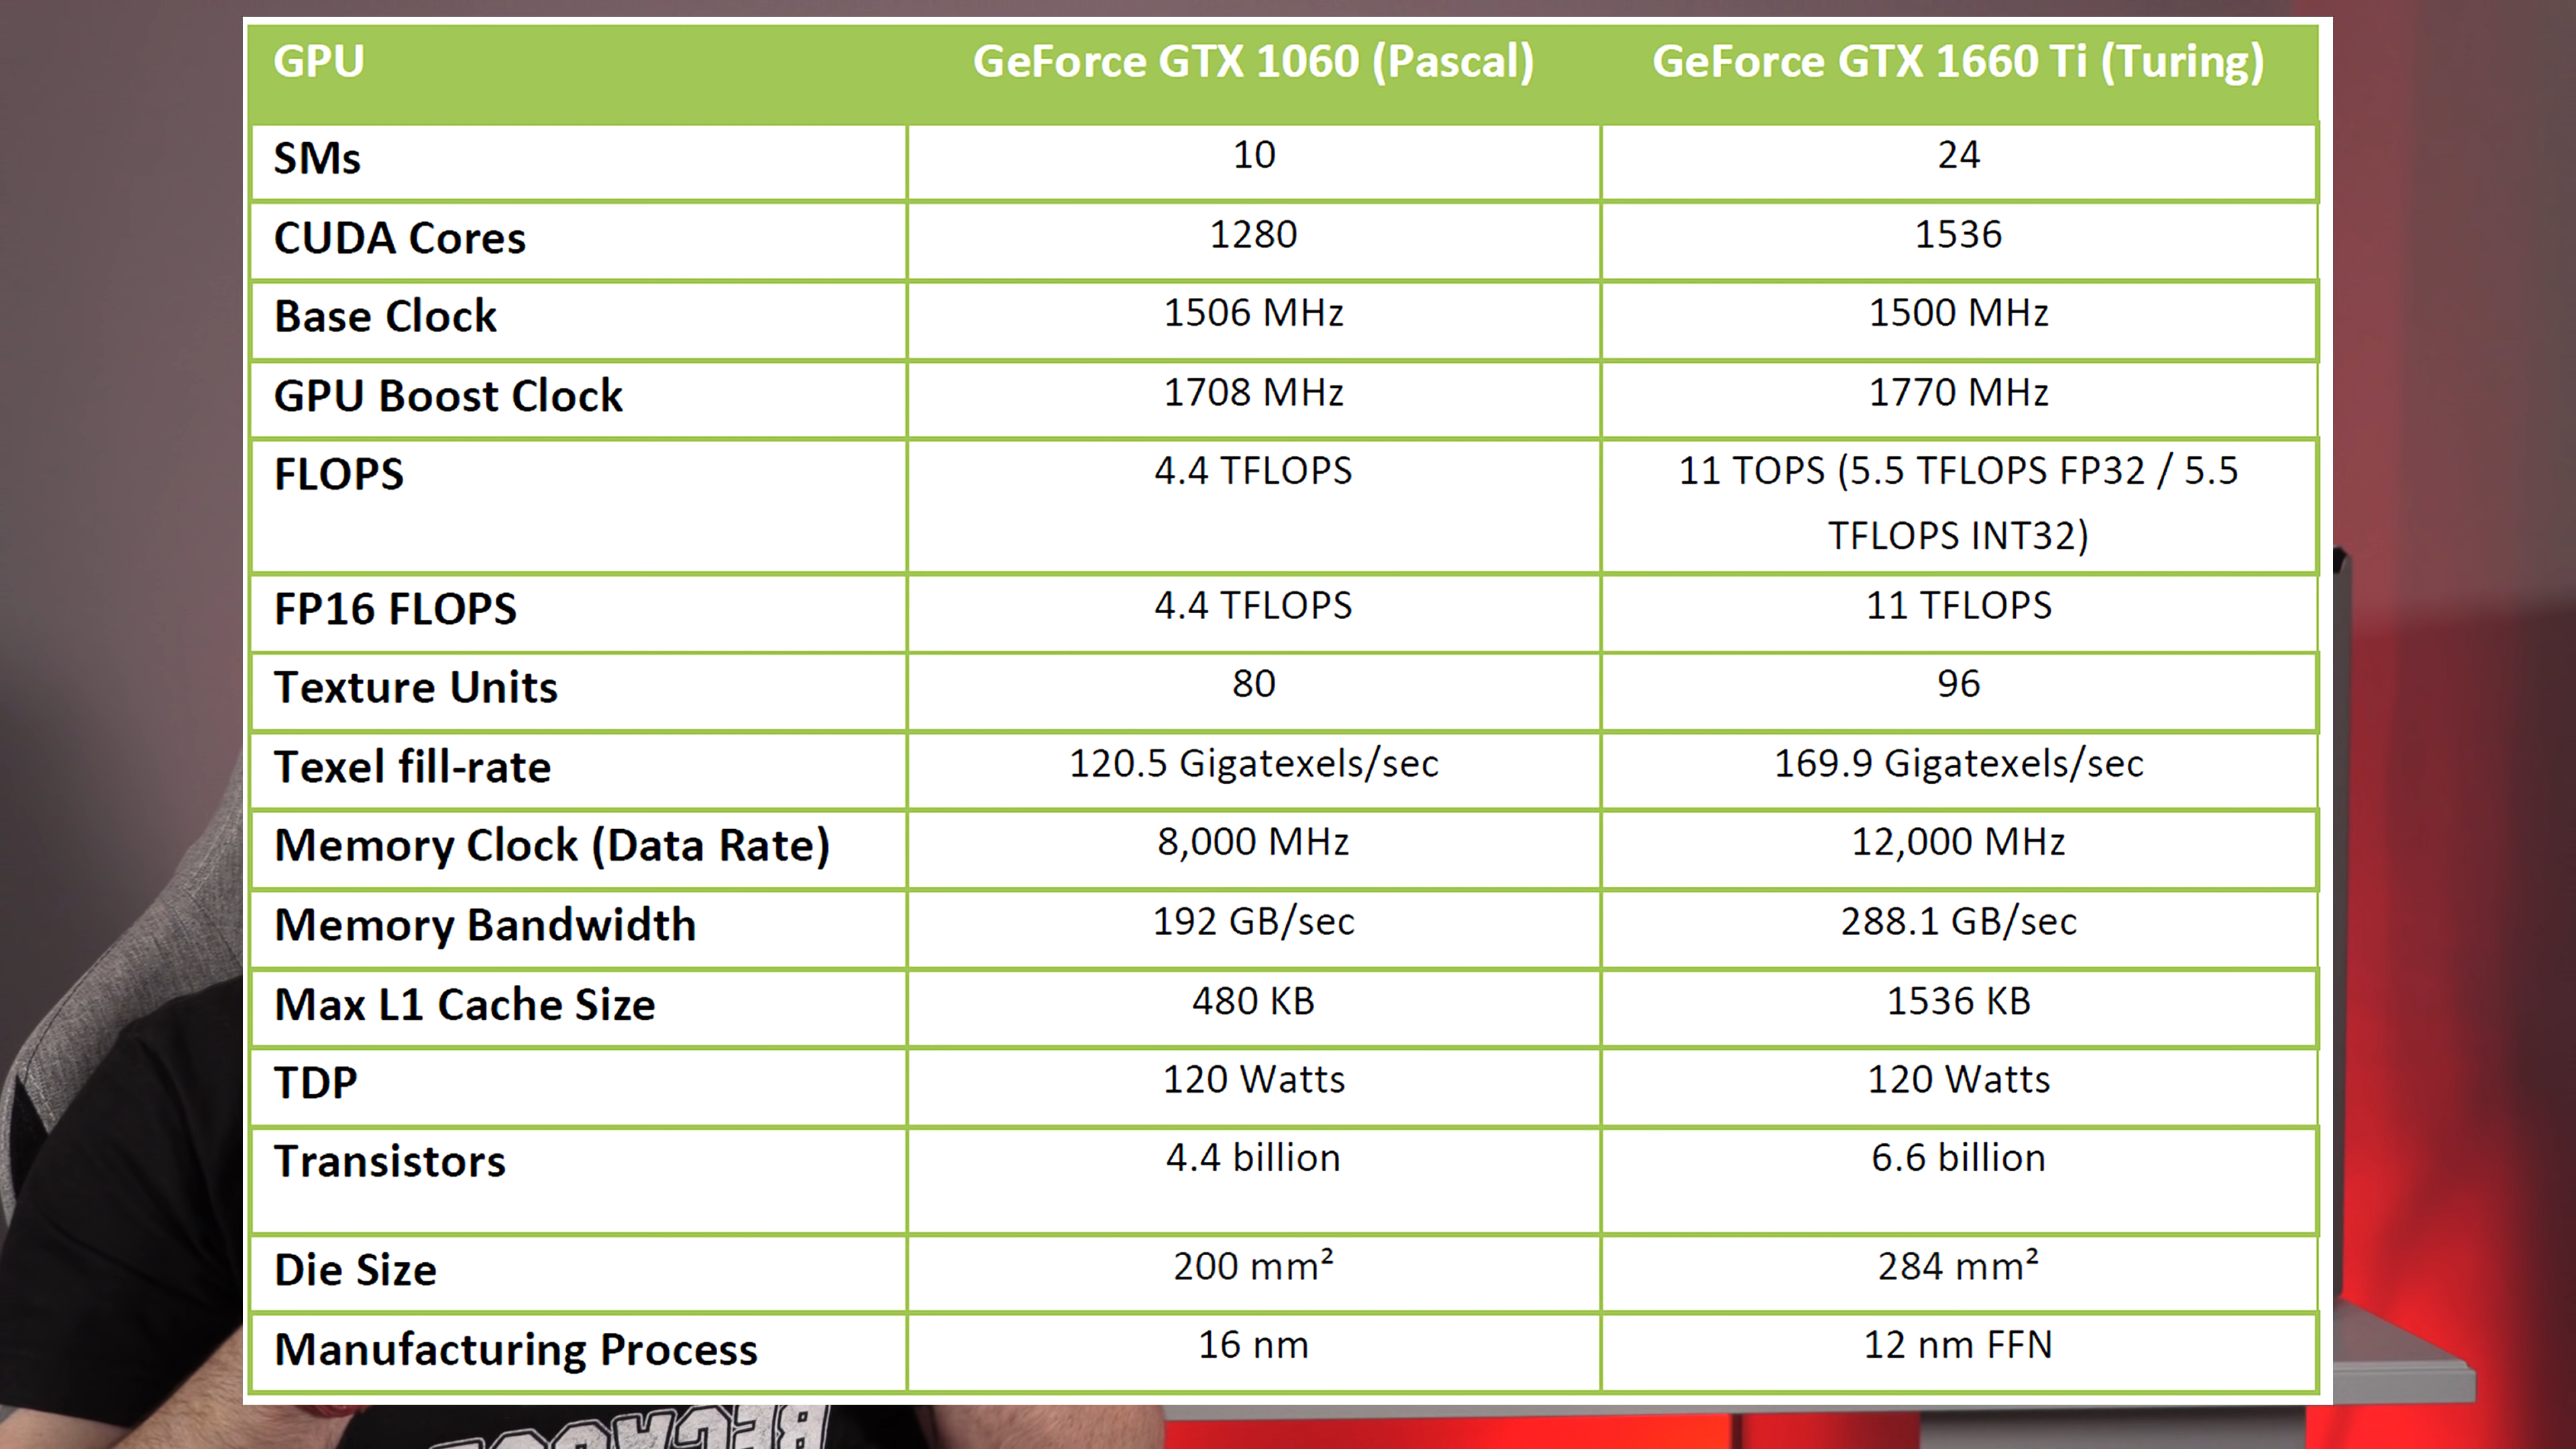 GPU GeForce GTX 1060 (Pascal) GeForce GTX 1660 Ti (Turing)
SMs 10 24
CUDA Cores 1280 1536
Base Clock 1506 MHz 1500 MHz
GPU Boost Clock 1708 MHz 1770 MHz
FLOPS 4.4 TFLOPS 11 TOPS (5.5 TFLOPS FP32 / 5.5
TFLOPS INT32)
FP16 FLOPS 4.4 TFLOPS 11 TFLOPS
Texture Units 80 96
Texel fill-rate 120.5 Gigatexels/sec 169.9 Gigatexels/sec
Memory Clock (Data Rate) 8,000 MHz 12,000 MHz
Memory Bandwidth 192 GB/sec 288.1 GB/sec
Max L1 Cache Size 480 KB 1536 KB
TDP 120 Watts 120 Watts
Transistors 4.4 billion 6.6 billion
Die Size 200 mm² 284 mm²
Manufacturing Process 16 nm 12 nm FFN